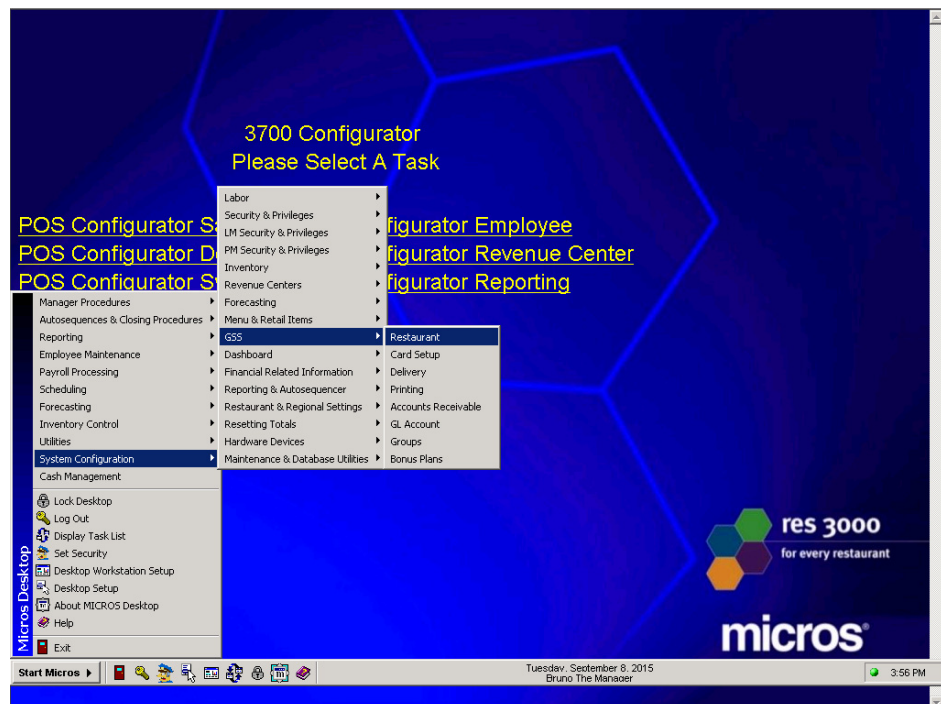 3700 Configurator
Please Select A Task
POS Configurator Sa
figurator Employee
POS Configurator D
figurator Revenue Center
POS Configurator Sy
figurator Reporting
Labor
Security & Privileges
LM Security & Privileges
PM Security & Privileges
Inventory
Revenue Centers
Forecasting
Menu & Retail Items
GSS
Dashboard
Financial Related Information
Reporting & Autosequencer
Restaurant & Regional Settings
Resetting Totals
Hardware Devices
Maintenance & Database Utilities
Restaurant
Card Setup
Delivery
Printing
Accounts Receivable
GL Account
Groups
Bonus Plans
Manager Procedures
Autosequences & Closing Procedures
Reporting
Employee Maintenance
Payroll Processing
Scheduling
Forecasting
Inventory Control
Utilities
System Configuration
Cash Management
Lock Desktop
Log Out
Display Task List
Set Security
Desktop Workstation Setup
Desktop Setup
About MICROS Desktop
Help
Exit
Micros Desktop
res 3000
for every restaurant
micros®
Start Micros
Tuesday, September 8, 2015
Bruno The Manager
3:56 PM